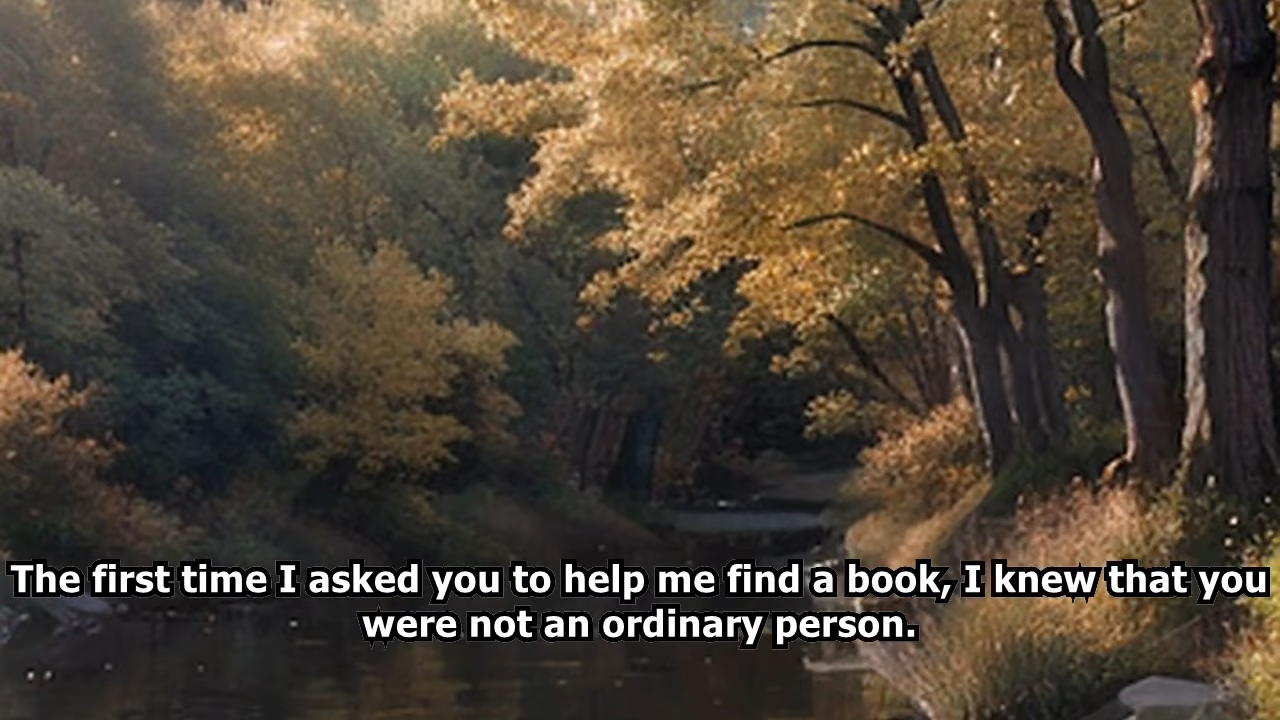 The first time I asked you to help me find a book, I knew that you
were not an ordinary person.